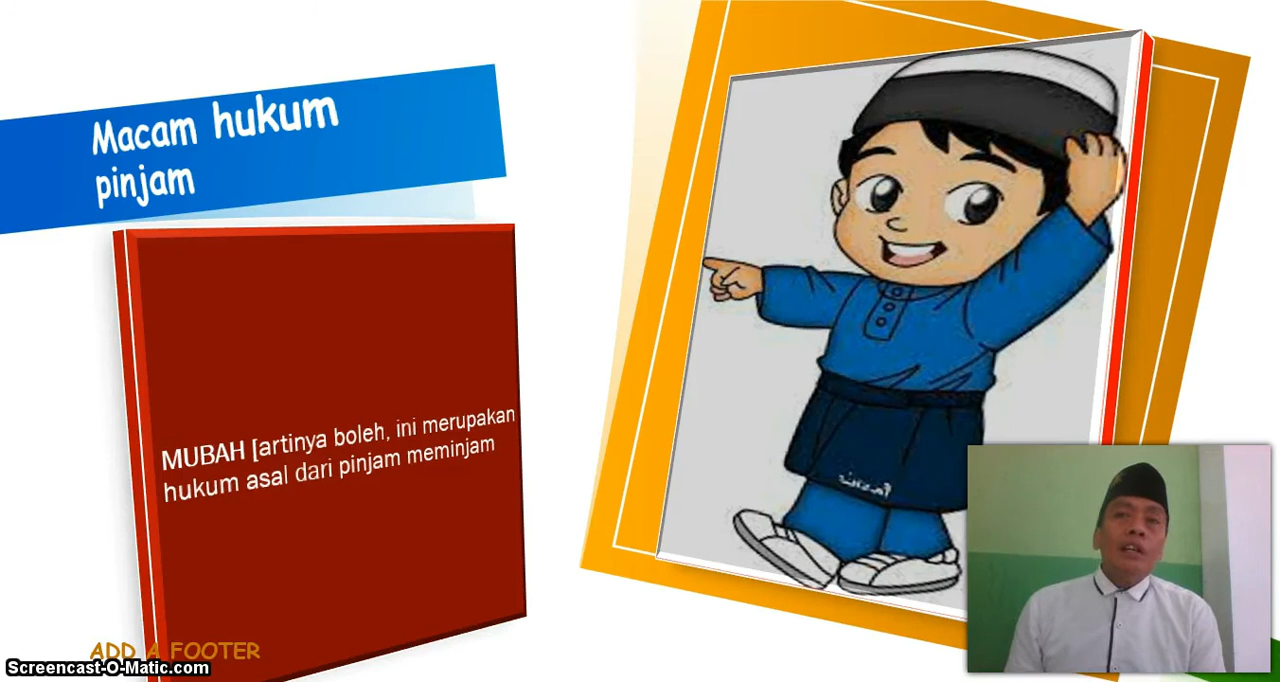 Macam hukum
pinjam
MUBAH [artinya boleh, ini merupakan
hukum asal dari pinjam meminjam
ADD A FOOTER
Screencast-O-Matic.com